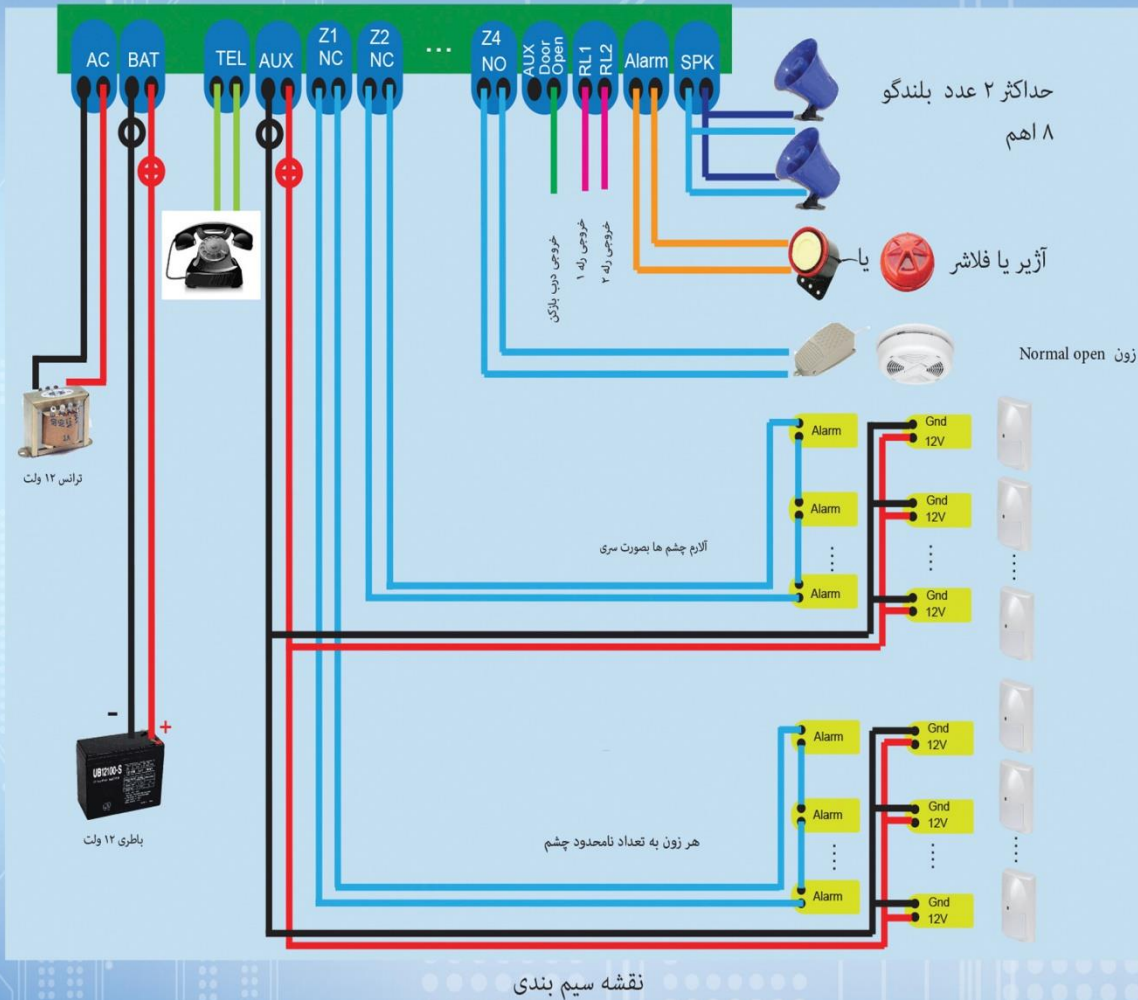 AC
BAT
TEL
AUX
Z1
NC
Z2
NC
...
Z4
NO
AUX
Door
Open
RL1
RL2
Alarm
SPK
حداکثر ۲ عدد بلندگو
۸ اهم
خروجی درب بازکن
خروجی رله ۱
خروجی رله ۲
آژیر یا فلاشر
یا
زون Normal open
ترانس ۱۲ ولت
Alarm
Gnd
12V
Alarm
Gnd
12V
آلارم چشم ها بصورت سری
Alarm
Gnd
12V
-
+
UB12100-S
باطری ۱۲ ولت
Alarm
Gnd
12V
Alarm
Gnd
12V
هر زون به تعداد نامحدود چشم
Alarm
Gnd
12V
نقشه سیم بندی